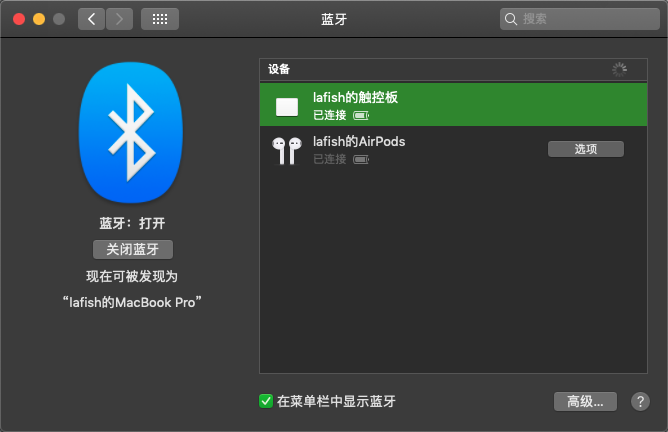 蓝牙
搜索
设备
lafish的触控板
已连接
lafish的AirPods
已连接
选项
蓝牙：打开
关闭蓝牙
现在可被发现为
“lafish的MacBook Pro”
在菜单栏中显示蓝牙
高级...
?